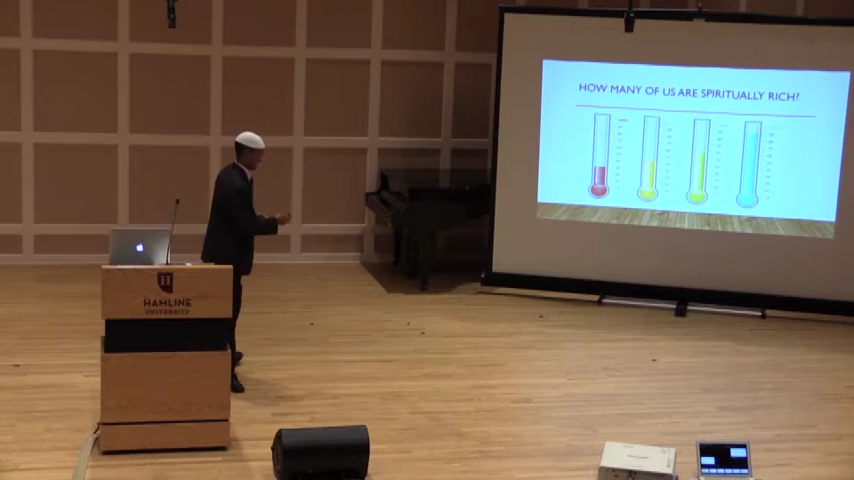 HOW MANY OF US ARE SPIRITUALLY RICH?
H
HAMLINE
UNIVERSITY